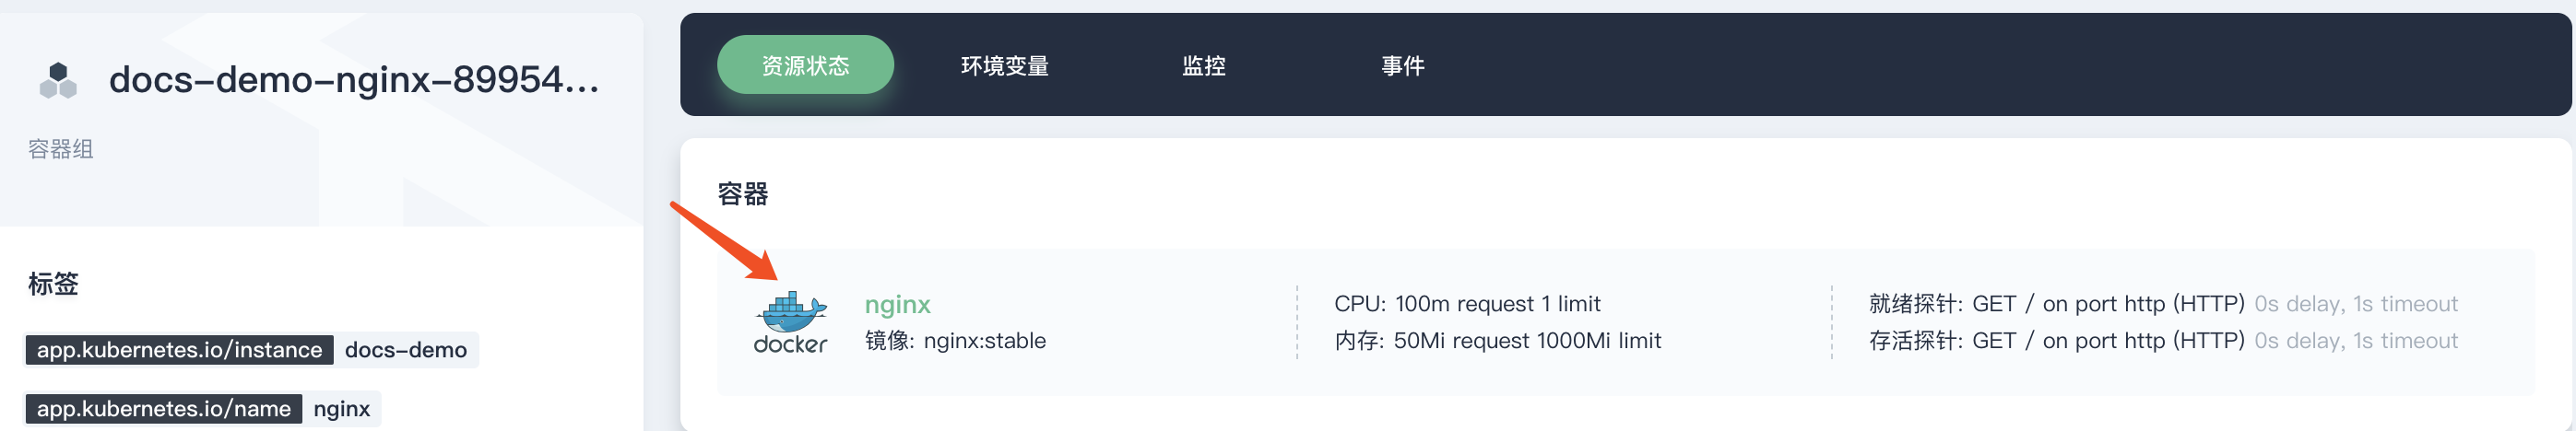 docs-demo-nginx-89954...
容器组
标签
app.kubernetes.io/instance docs-demo
app.kubernetes.io/name nginx
资源状态 环境变量 监控 事件
容器
docker
nginx
镜像: nginx:stable
CPU: 100m request 1 limit
内存: 50Mi request 1000Mi limit
就绪探针: GET / on port http (HTTP) 0s delay, 1s timeout
存活探针: GET / on port http (HTTP) 0s delay, 1s timeout